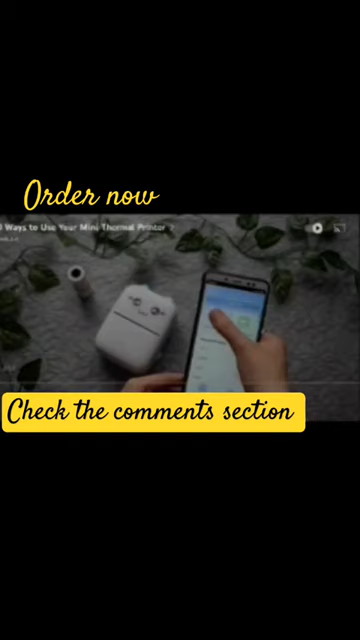 Order now
Ways to Use Your Mini Thermal Printer
Check the comments section